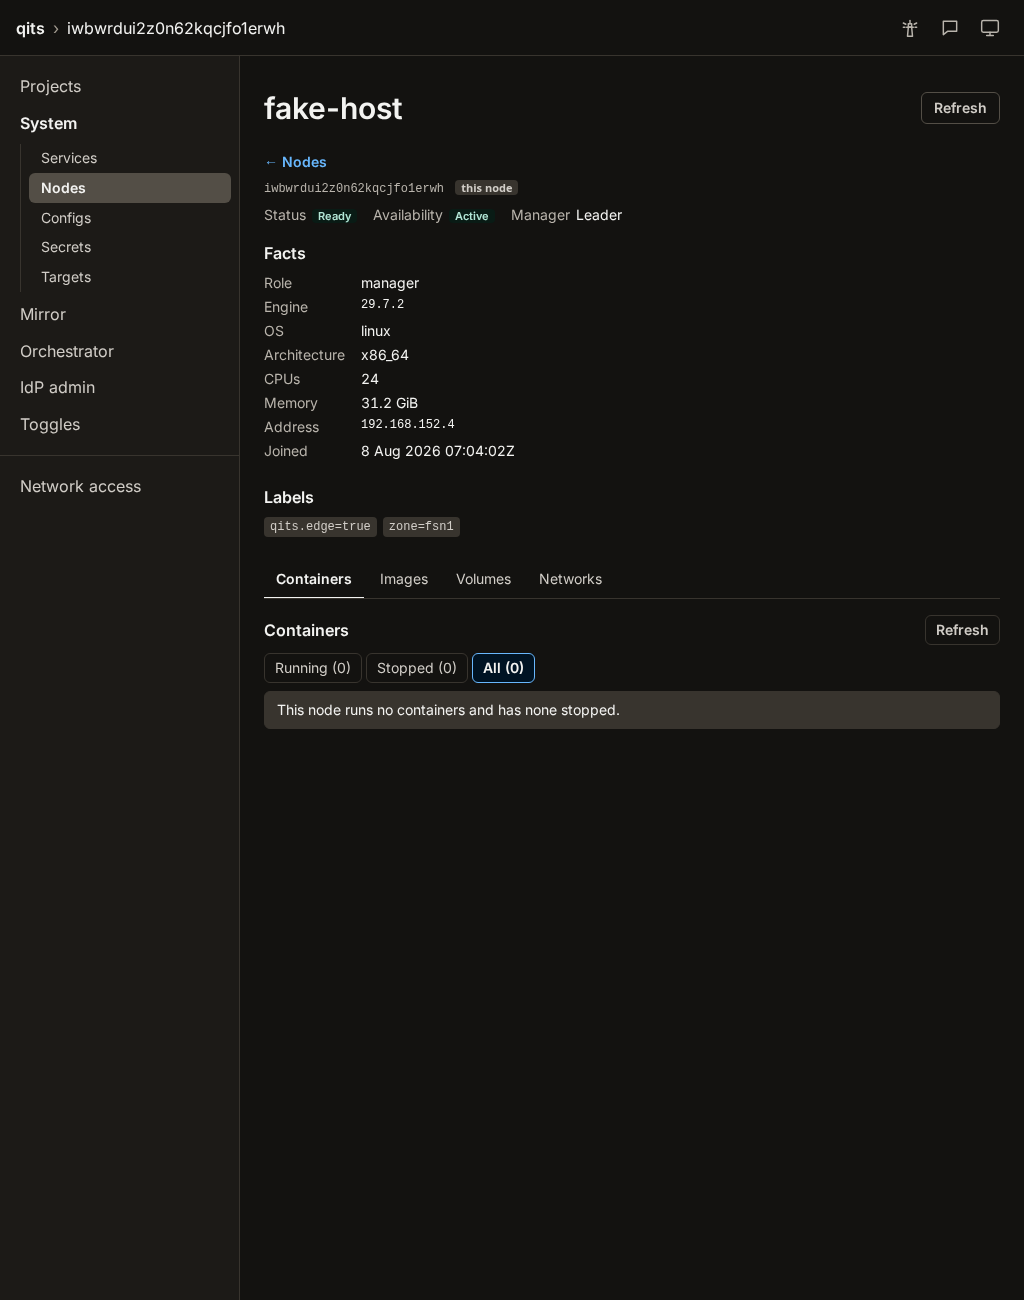 qits › iwbwrdui2z0n62kqcjfo1erwh
Projects
System
Services
Nodes
Configs
Secrets
Targets
Mirror
Orchestrator
IdP admin
Toggles
Network access
fake-host
Refresh
← Nodes
iwbwrdui2z0n62kqcjfo1erwh this node
Status Ready Availability Active Manager Leader
Facts
Role manager
Engine 29.7.2
OS linux
Architecture x86_64
CPUs 24
Memory 31.2 GiB
Address 192.168.152.4
Joined 8 Aug 2026 07:04:02Z
Labels
qits.edge=true zone=fsn1
Containers Images Volumes Networks
Containers
Refresh
Running (0) Stopped (0) All (0)
This node runs no containers and has none stopped.